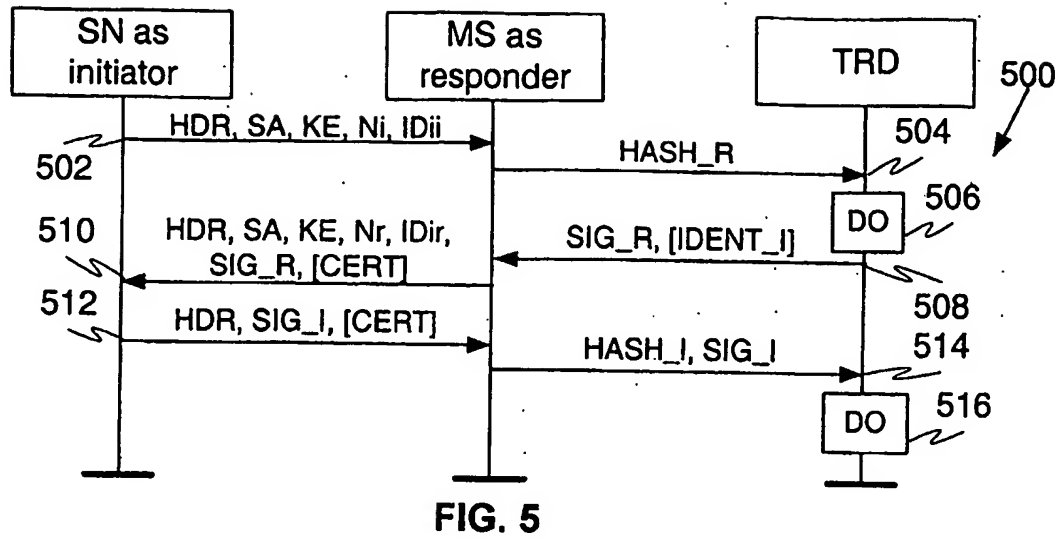 SN as
initiator
MS as
responder
TRD
500
HDR, SA, KE, Ni, IDii
502
HASH_R
504
DO
506
510
HDR, SA, KE, Nr, IDir,
SIG_R, [CERT]
SIG_R, [IDENT_I]
508
512
HDR, SIG_I, [CERT]
HASH_I, SIG_I
514
DO
516
FIG. 5